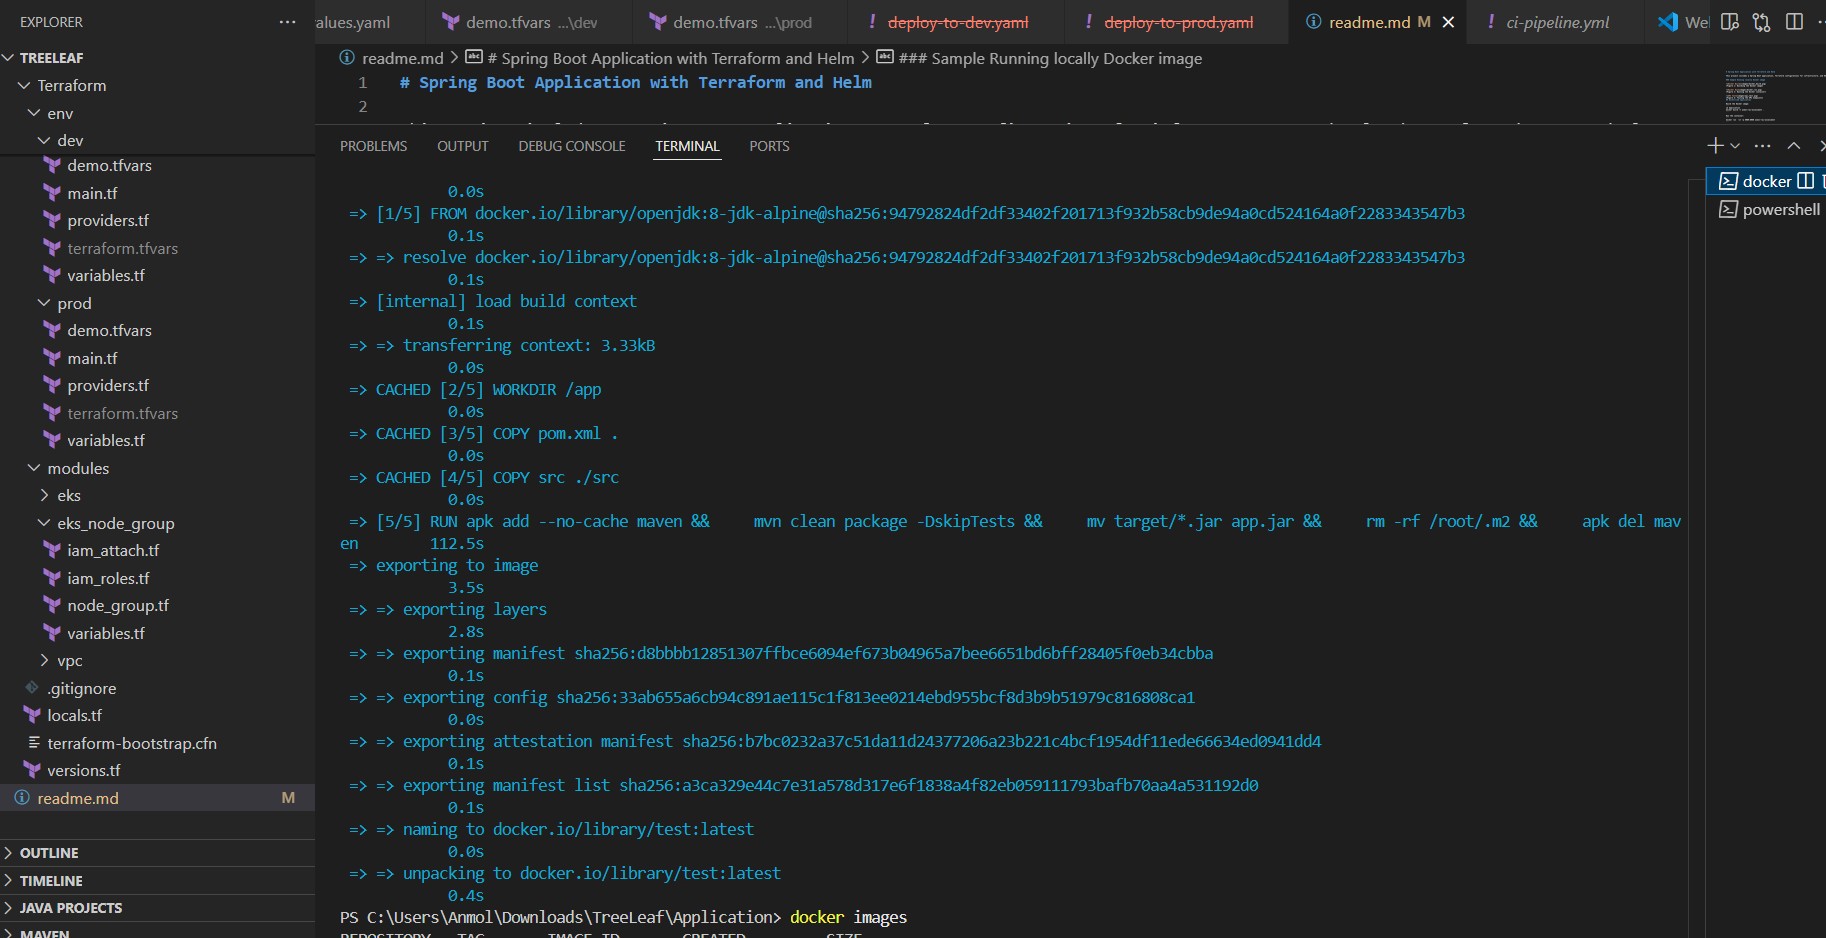 EXPLORER
TREELEAF
Terraform
env
dev
demo.tfvars
main.tf
providers.tf
terraform.tfvars
variables.tf
prod
demo.tfvars
main.tf
providers.tf
terraform.tfvars
variables.tf
modules
eks
eks_node_group
iam_attach.tf
iam_roles.tf
node_group.tf
variables.tf
vpc
.gitignore
locals.tf
terraform-bootstrap.cfn
versions.tf
readme.md M
OUTLINE
TIMELINE
JAVA PROJECTS
MAVEN
alues.yaml demo.tfvars ...\dev demo.tfvars ...\prod ! deploy-to-dev.yaml ! deploy-to-prod.yaml readme.md M ! ci-pipeline.yml We
readme.md > # Spring Boot Application with Terraform and Helm > ### Sample Running locally Docker image
1 # Spring Boot Application with Terraform and Helm
2
PROBLEMS OUTPUT DEBUG CONSOLE TERMINAL PORTS
docker
powershell
0.0s
=> [1/5] FROM docker.io/library/openjdk:8-jdk-alpine@sha256:94792824df2df33402f201713f932b58cb9de94a0cd524164a0f2283343547b3
0.1s
=> => resolve docker.io/library/openjdk:8-jdk-alpine@sha256:94792824df2df33402f201713f932b58cb9de94a0cd524164a0f2283343547b3
0.1s
=> [internal] load build context
0.1s
=> => transferring context: 3.33kB
0.0s
=> CACHED [2/5] WORKDIR /app
0.0s
=> CACHED [3/5] COPY pom.xml .
0.0s
=> CACHED [4/5] COPY src ./src
0.0s
=> [5/5] RUN apk add --no-cache maven && mvn clean package -DskipTests && mv target/*.jar app.jar && rm -rf /root/.m2 && apk del mav
en 112.5s
=> exporting to image
3.5s
=> => exporting layers
2.8s
=> => exporting manifest sha256:d8bbbb12851307ffbce6094ef673b04965a7bee6651bd6bff28405f0eb34cbba
0.1s
=> => exporting config sha256:33ab655a6cb94c891ae115c1f813ee0214ebd955bcf8d3b9b51979c816808ca1
0.0s
=> => exporting attestation manifest sha256:b7bc0232a37c51da11d24377206a23b221c4bcf1954df11ede66634ed0941dd4
0.1s
=> => exporting manifest list sha256:a3ca329e44c7e31a578d317e6f1838a4f82eb059111793bafb70aa4a531192d0
0.1s
=> => naming to docker.io/library/test:latest
0.0s
=> => unpacking to docker.io/library/test:latest
0.4s
PS C:\Users\Anmol\Downloads\TreeLeaf\Application> docker images
REPOSITORY TAG IMAGE ID CREATED SIZE